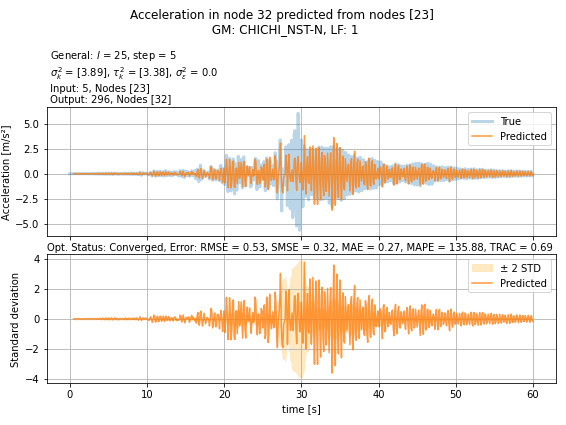 Acceleration in node 32 predicted from nodes [23]
GM: CHICHI_NST-N, LF: 1
General: l = 25, step = 5
σ²ₖ = [3.89], τ²ₖ = [3.38], σ²ε = 0.0
Input: 5, Nodes [23]
Output: 296, Nodes [32]
Acceleration [m/s²]
5.0
2.5
0.0
−2.5
−5.0
True
Predicted
Opt. Status: Converged, Error: RMSE = 0.53, SMSE = 0.32, MAE = 0.27, MAPE = 135.88, TRAC = 0.69
Standard deviation
4
2
0
−2
−4
± 2 STD
Predicted
0 10 20 30 40 50 60
time [s]